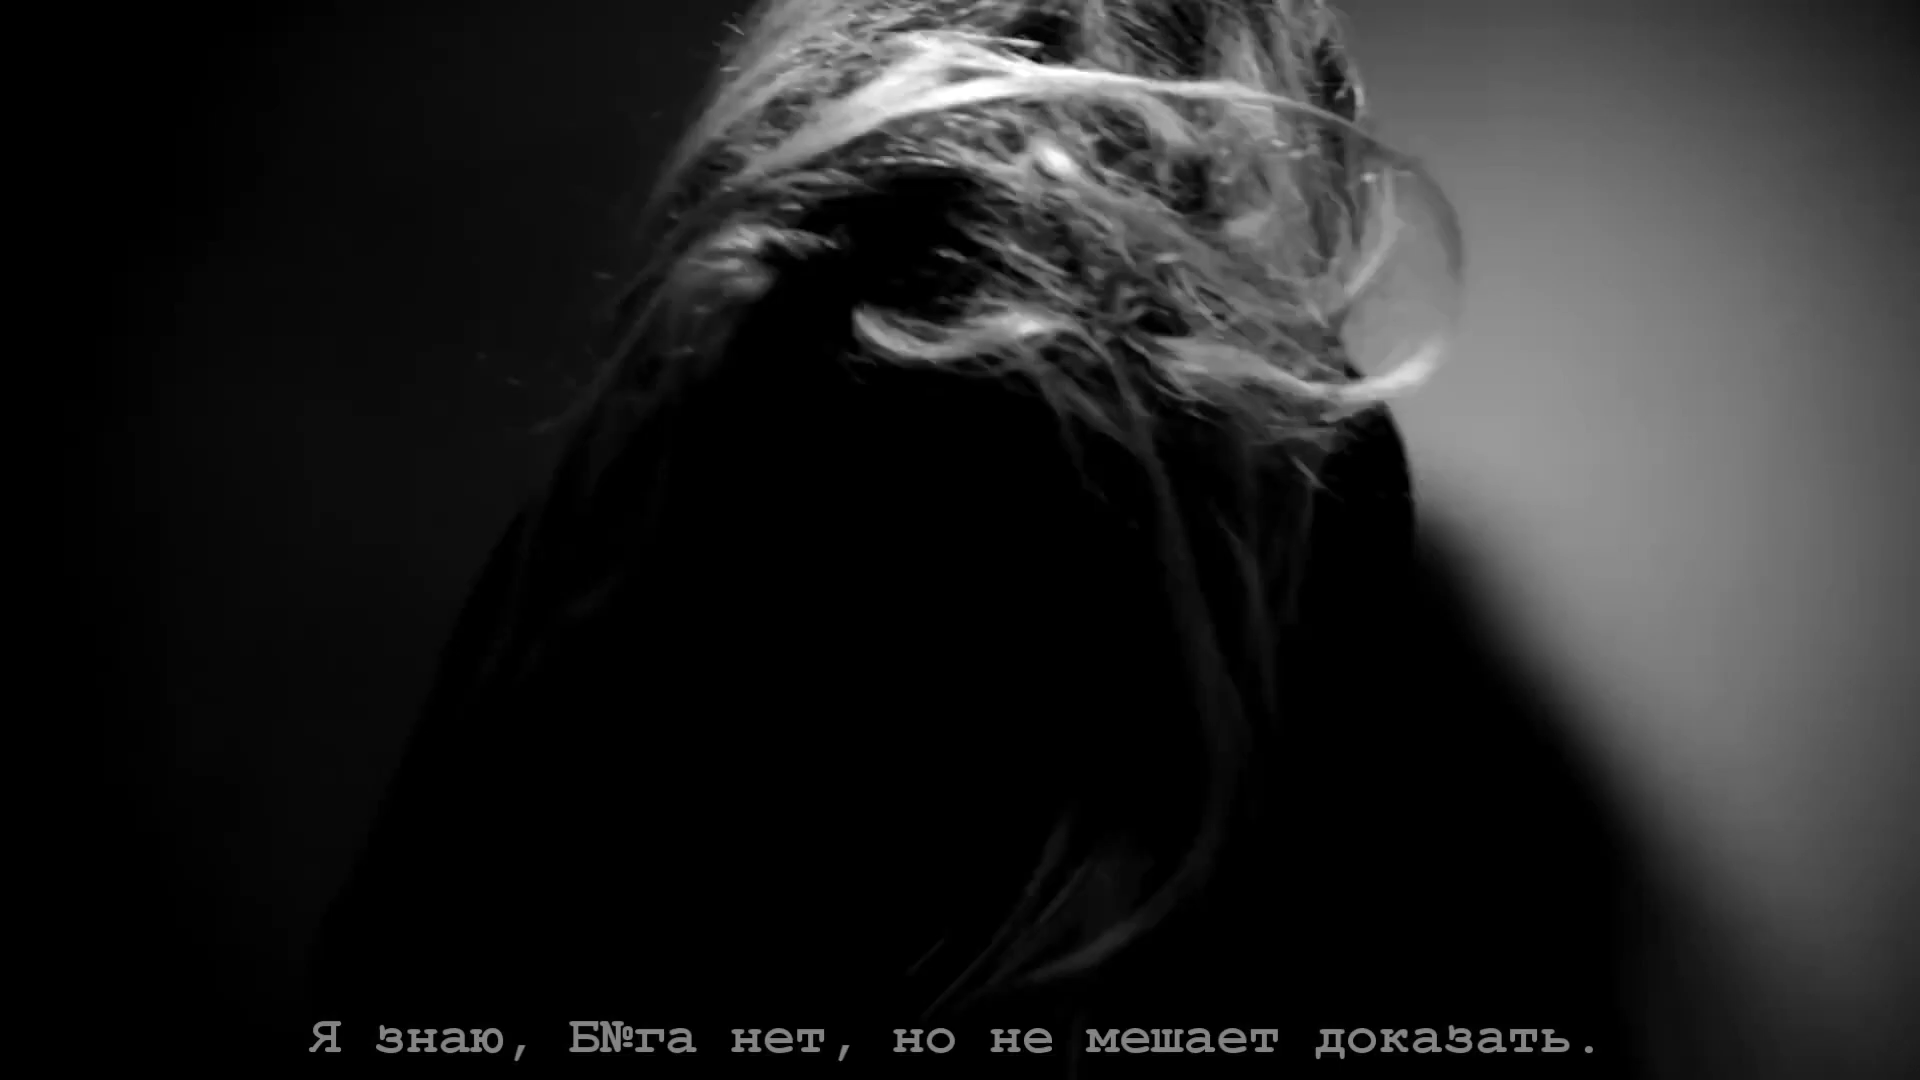 Я знаю, Б№га нет, но не мешает доказать.